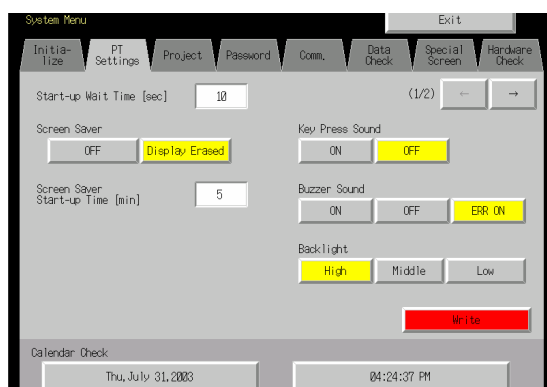 System Menu
Exit
Initia-
lize
PT
Settings
Project
Password
Comm.
Data
Check
Special
Screen
Hardware
Check
Start-up Wait Time [sec]
10
(1/2)
←
→
Screen Saver
OFF
Display Erased
Key Press Sound
ON
OFF
Screen Saver
Start-up Time [min]
5
Buzzer Sound
ON
OFF
ERR ON
Backlight
High
Middle
Low
Write
Calendar Check
Thu,July 31,2003
04:24:37 PM